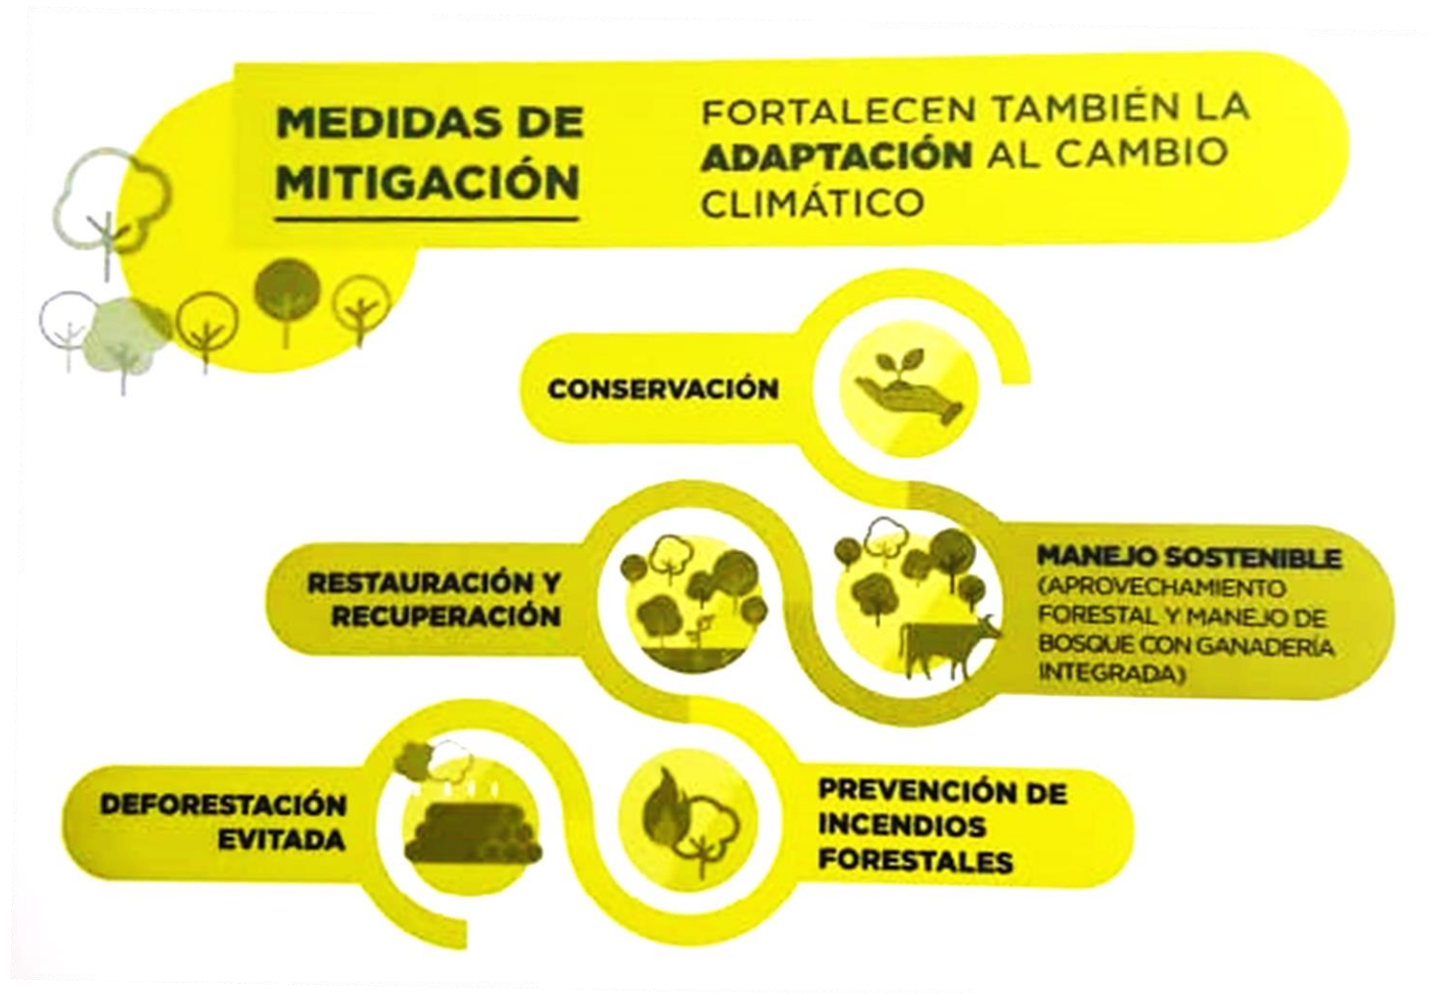 MEDIDAS DE
MITIGACIÓN
FORTALECEN TAMBIÉN LA
ADAPTACIÓN AL CAMBIO
CLIMÁTICO
CONSERVACIÓN
RESTAURACIÓN Y
RECUPERACIÓN
MANEJO SOSTENIBLE
(APROVECHAMIENTO
FORESTAL Y MANEJO DE
BOSQUE CON GANADERÍA
INTEGRADA)
DEFORESTACIÓN
EVITADA
PREVENCIÓN DE
INCENDIOS
FORESTALES